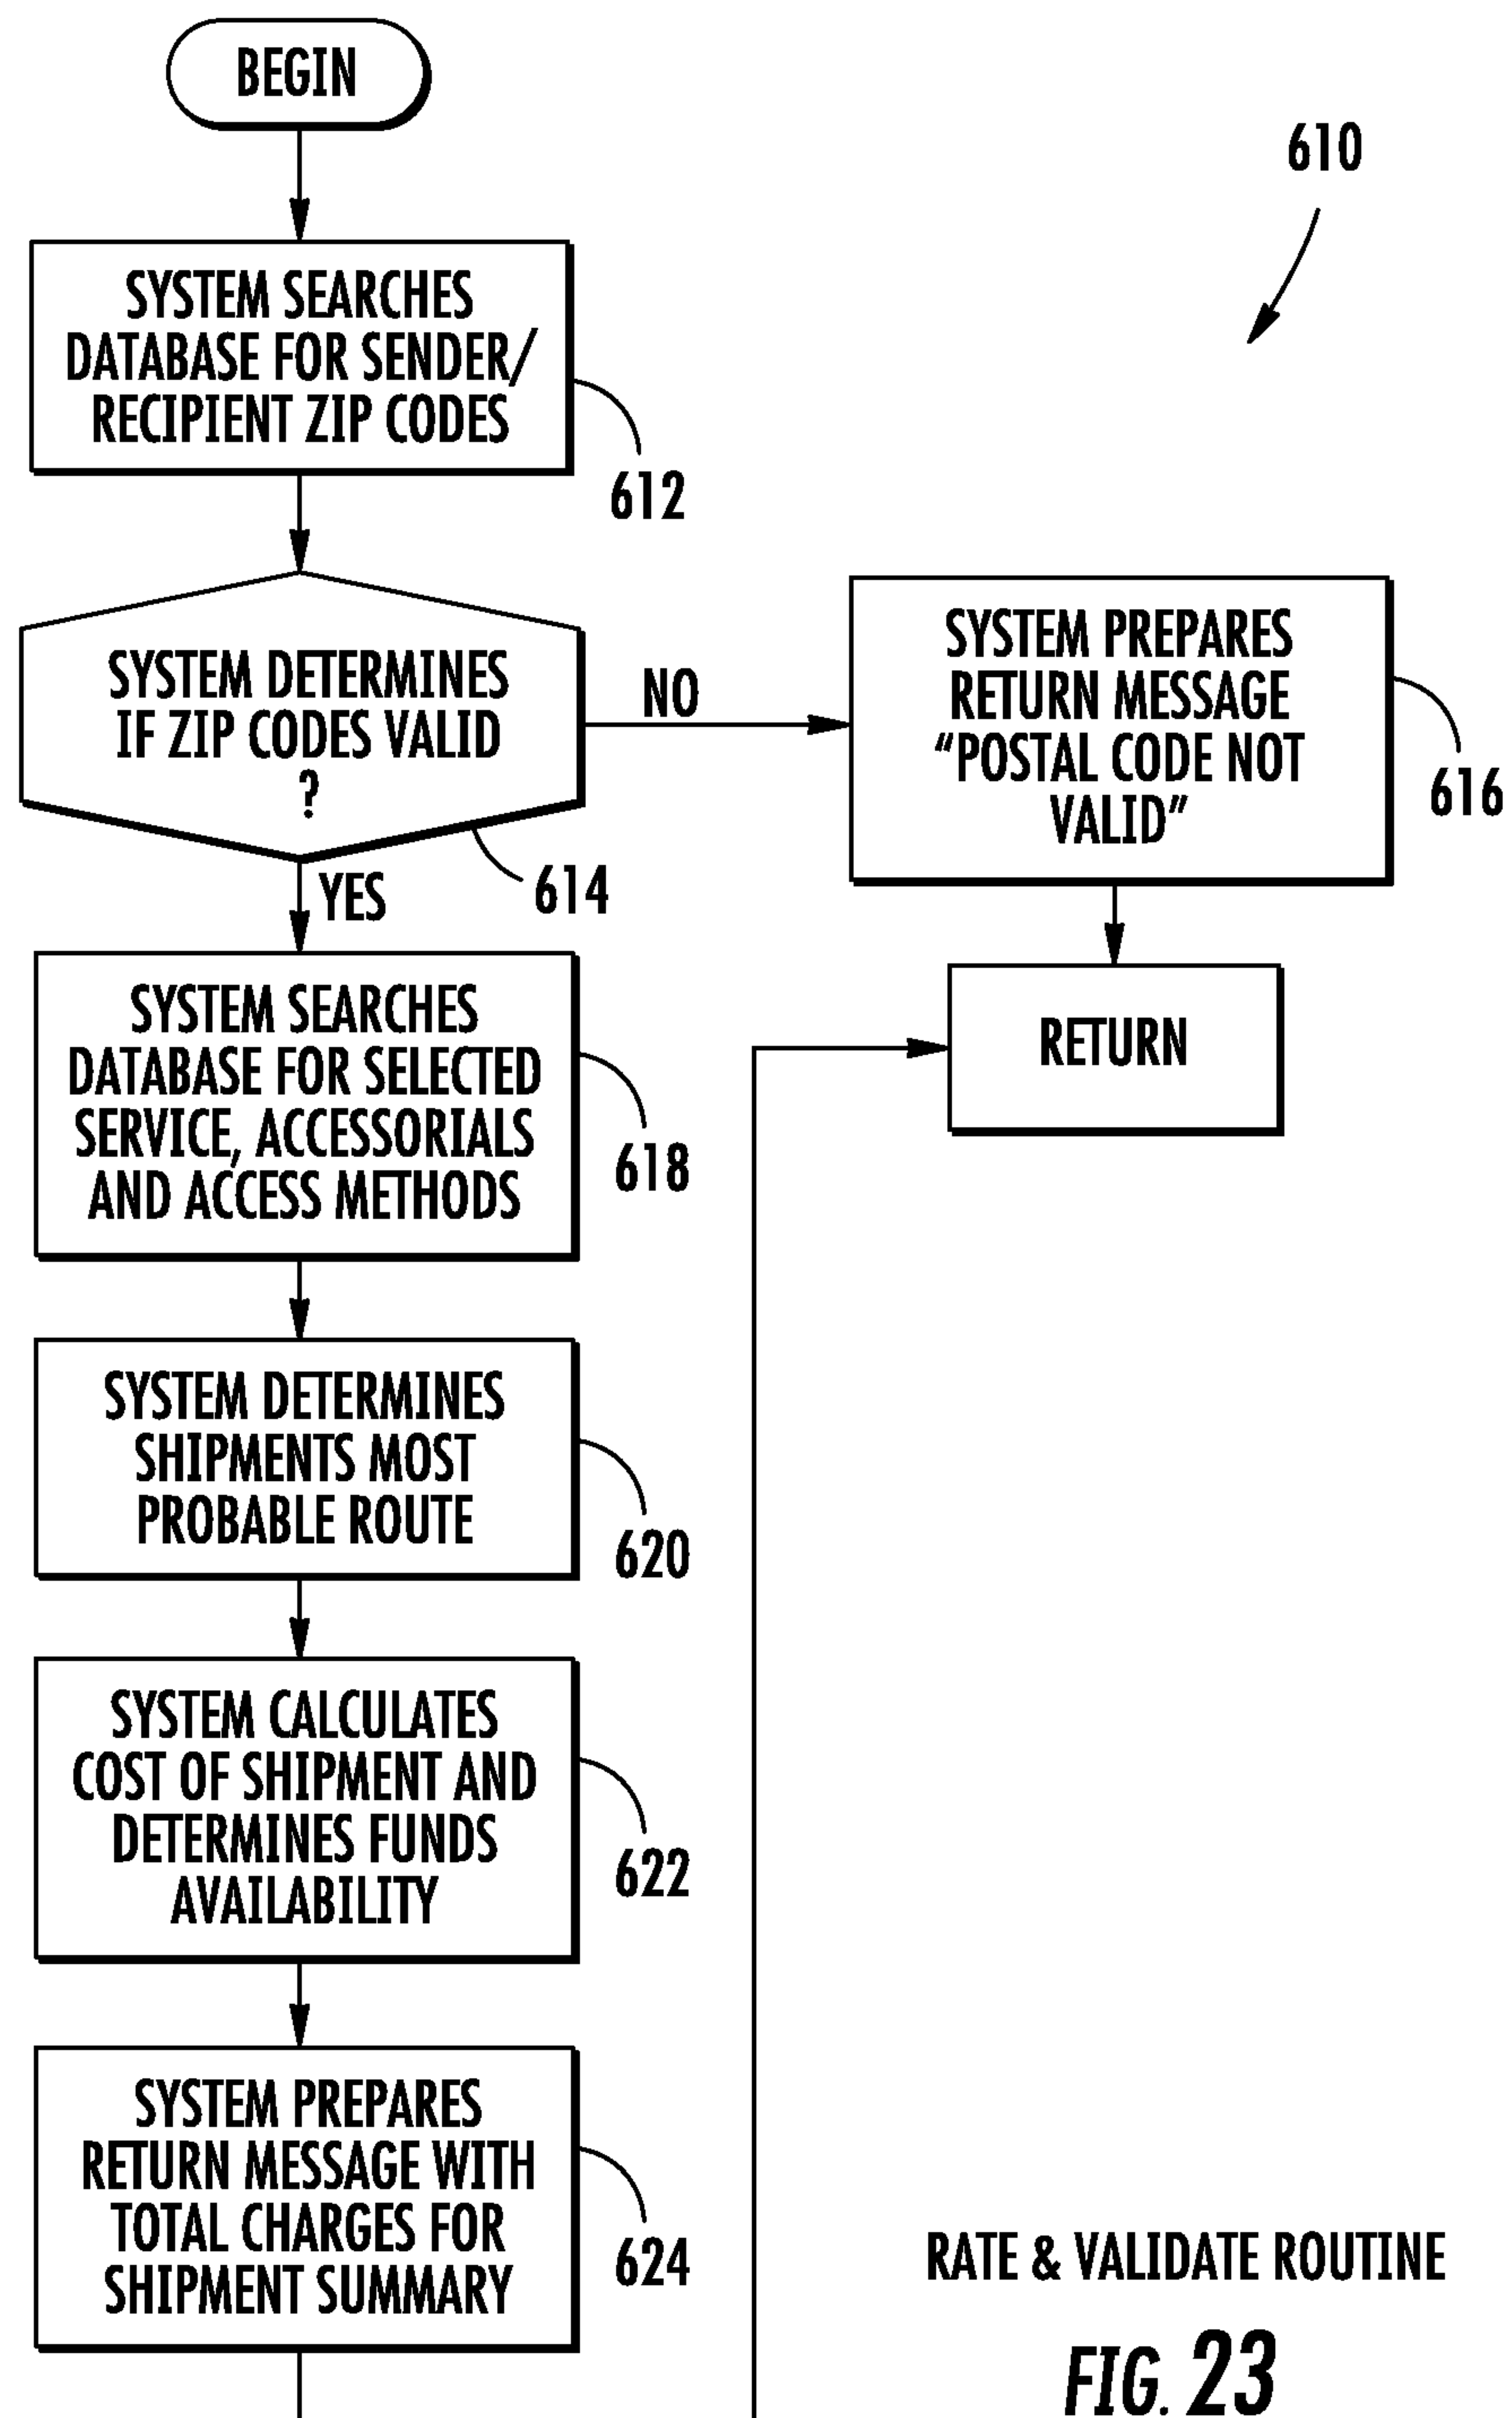 BEGIN
610
SYSTEM SEARCHES
DATABASE FOR SENDER/
RECIPIENT ZIP CODES
612
SYSTEM DETERMINES
IF ZIP CODES VALID
?
NO
614
YES
SYSTEM PREPARES
RETURN MESSAGE
“POSTAL CODE NOT
VALID”
616
RETURN
SYSTEM SEARCHES
DATABASE FOR SELECTED
SERVICE, ACCESSORIALS
AND ACCESS METHODS
618
SYSTEM DETERMINES
SHIPMENTS MOST
PROBABLE ROUTE
620
SYSTEM CALCULATES
COST OF SHIPMENT AND
DETERMINES FUNDS
AVAILABILITY
622
SYSTEM PREPARES
RETURN MESSAGE WITH
TOTAL CHARGES FOR
SHIPMENT SUMMARY
624
RATE & VALIDATE ROUTINE
FIG. 23